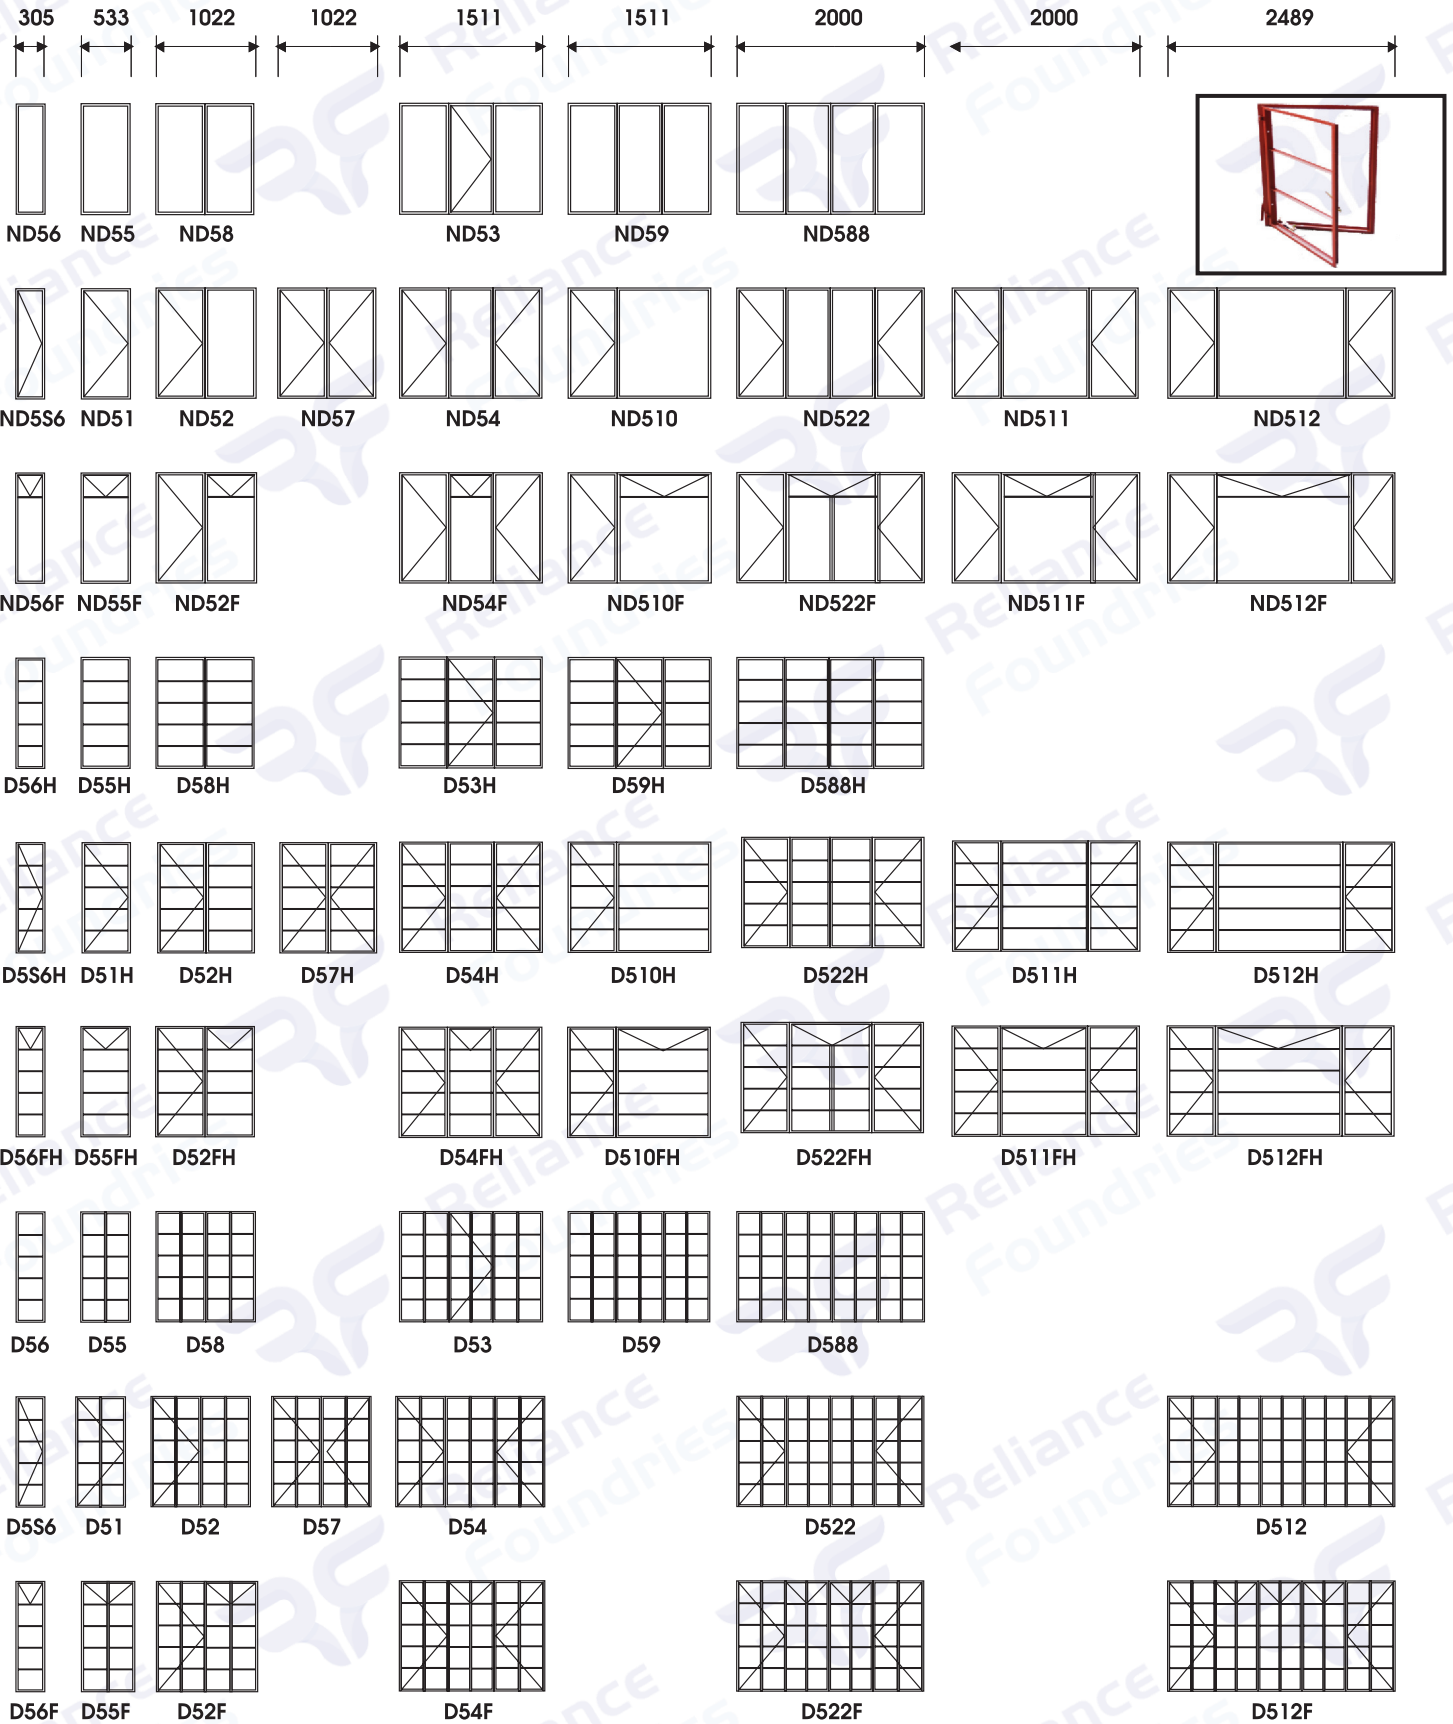 305 533 1022 1022 1511 1511 2000 2000 2489
ND56 ND55 ND58 ND53 ND59 ND588
ND5S6 ND51 ND52 ND57 ND54 ND510 ND522 ND511 ND512
ND56F ND55F ND52F ND54F ND510F ND522F ND511F ND512F
D56H D55H D58H D53H D59H D588H
D5S6H D51H D52H D57H D54H D510H D522H D511H D512H
D56FH D55FH D52FH D54FH D510FH D522FH D511FH D512FH
D56 D55 D58 D53 D59 D588
D5S6 D51 D52 D57 D54 D522 D512
D56F D55F D52F D54F D522F D512F
Reliance
Foundries